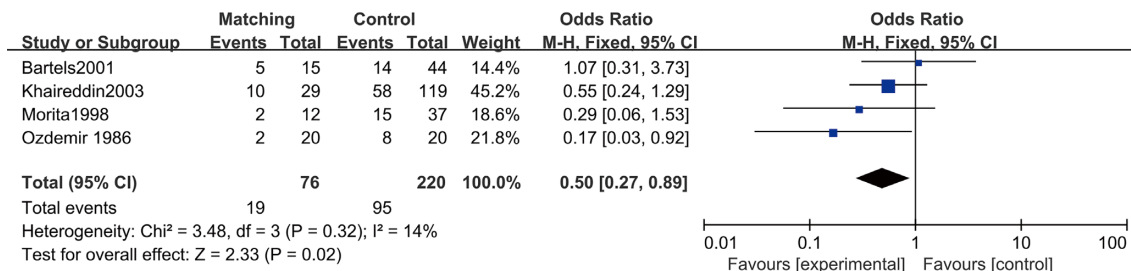 Matching Control Odds Ratio Odds Ratio
Study or Subgroup Events Total Events Total Weight M-H, Fixed, 95% CI M-H, Fixed, 95% CI
Bartels2001 5 15 14 44 14.4% 1.07 [0.31, 3.73]
Khaireddin2003 10 29 58 119 45.2% 0.55 [0.24, 1.29]
Morita1998 2 12 15 37 18.6% 0.29 [0.06, 1.53]
Ozdemir 1986 2 20 8 20 21.8% 0.17 [0.03, 0.92]
Total (95% CI) 76 220 100.0% 0.50 [0.27, 0.89]
Total events 19 95
Heterogeneity: Chi² = 3.48, df = 3 (P = 0.32); I² = 14%
Test for overall effect: Z = 2.33 (P = 0.02)
0.01 0.1 1 10 100
Favours [experimental] Favours [control]